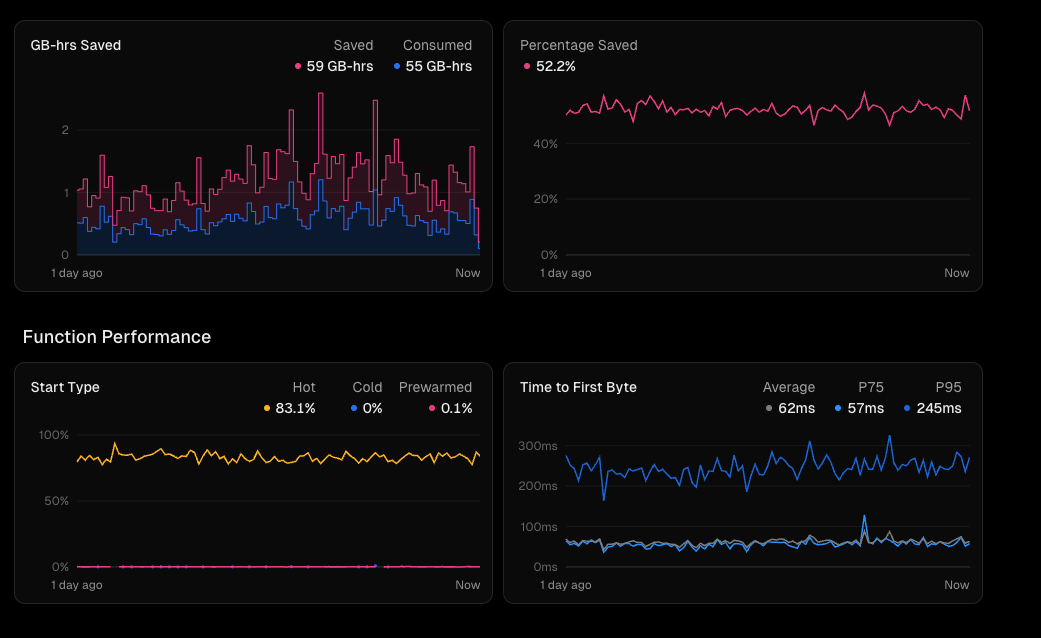 GB-hrs Saved
Saved Consumed
59 GB-hrs 55 GB-hrs
2
1
0
1 day ago Now
Percentage Saved
52.2%
40%
20%
0%
1 day ago Now
Function Performance
Start Type
Hot Cold Prewarmed
83.1% 0% 0.1%
100%
50%
0%
1 day ago Now
Time to First Byte
Average P75 P95
62ms 57ms 245ms
300ms
200ms
100ms
0ms
1 day ago Now